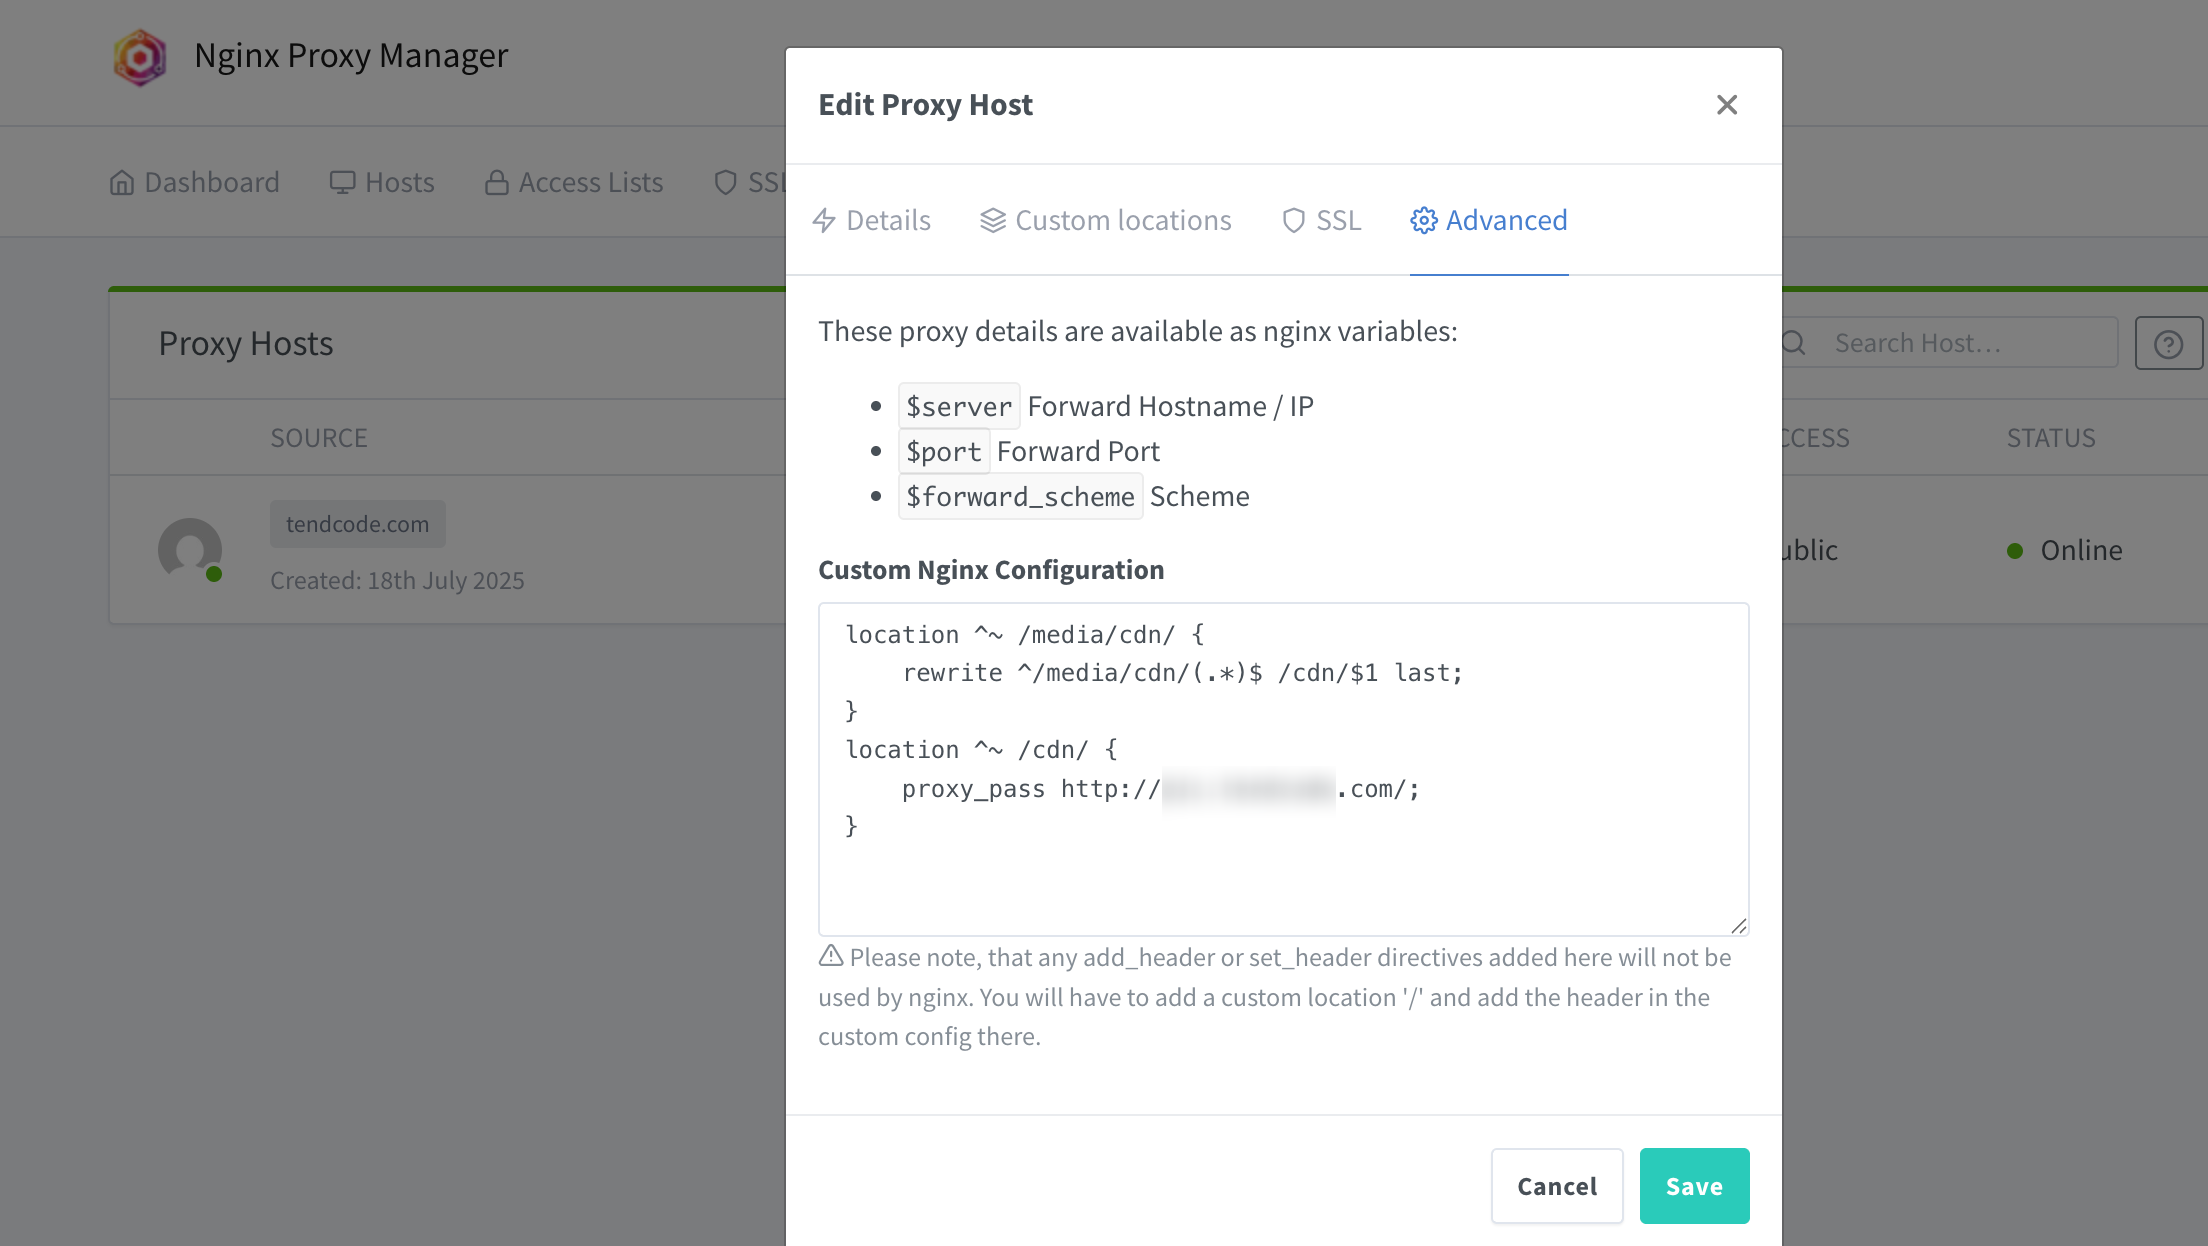 Nginx Proxy Manager
Dashboard
Hosts
Access Lists
SSL
Proxy Hosts
Search Host…
SOURCE
CCESS
STATUS
tendcode.com
Created: 18th July 2025
ublic
Online
Edit Proxy Host
Details
Custom locations
SSL
Advanced
These proxy details are available as nginx variables:
$server Forward Hostname / IP
$port Forward Port
$forward_scheme Scheme
Custom Nginx Configuration
location ^~ /media/cdn/ {
    rewrite ^/media/cdn/(.*)$ /cdn/$1 last;
}
location ^~ /cdn/ {
    proxy_pass http://.com/;
}
Please note, that any add_header or set_header directives added here will not be
used by nginx. You will have to add a custom location '/' and add the header in the
custom config there.
Cancel
Save